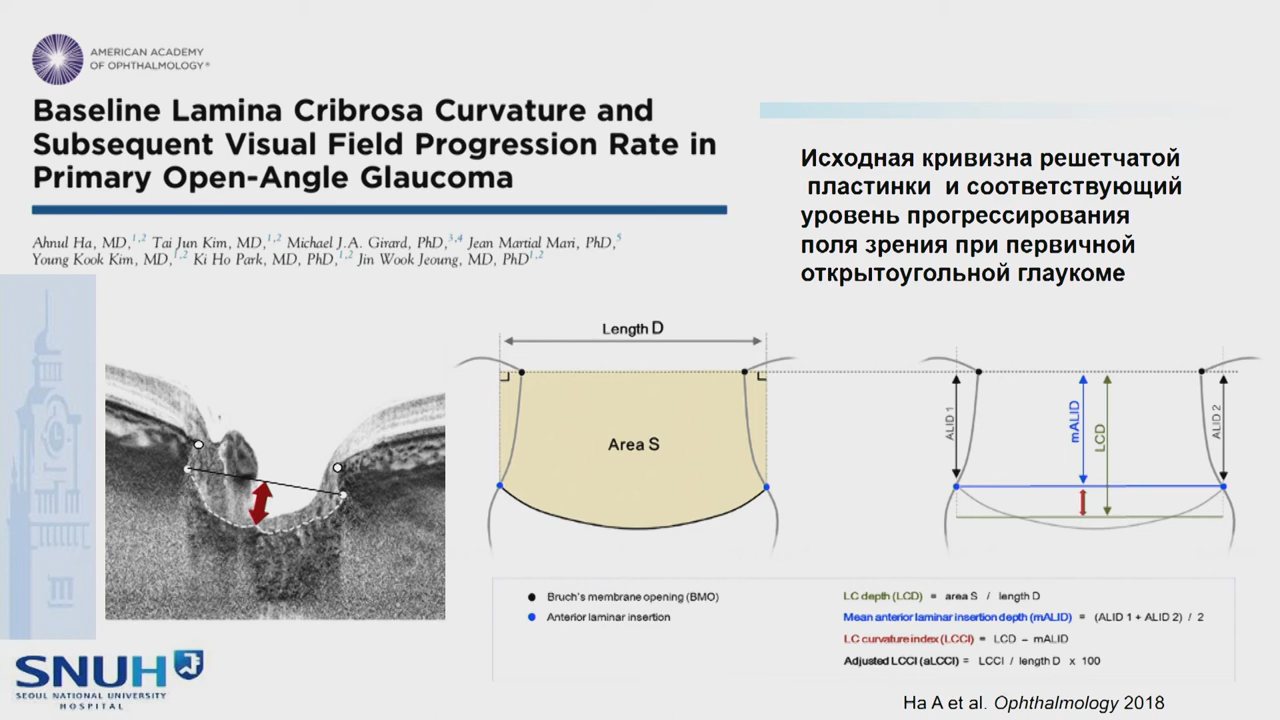 AMERICAN ACADEMY
OF OPHTHALMOLOGY®
Baseline Lamina Cribrosa Curvature and
Subsequent Visual Field Progression Rate in
Primary Open-Angle Glaucoma
Ahnul Ha, MD,1,2 Tai Jun Kim, MD,1,2 Michael J.A. Girard, PhD,3,4 Jean Martial Mari, PhD,5
Young Kook Kim, MD,1,2 Ki Ho Park, MD, PhD,1,2 Jin Wook Jeoung, MD, PhD1,2
Исходная кривизна решетчатой
пластинки и соответствующий
уровень прогрессирования
поля зрения при первичной
открытоугольной глаукоме
Length D
Area S
ALID 1
mALID
LCD
ALID 2
Bruch's membrane opening (BMO)
Anterior laminar insertion
LC depth (LCD) = area S / length D
Mean anterior laminar insertion depth (mALID) = (ALID 1 + ALID 2) / 2
LC curvature index (LCCI) = LCD − mALID
Adjusted LCCI (aLCCI) = LCCI / length D x 100
SNUH
SEOUL NATIONAL UNIVERSITY
HOSPITAL
Ha A et al. Ophthalmology 2018